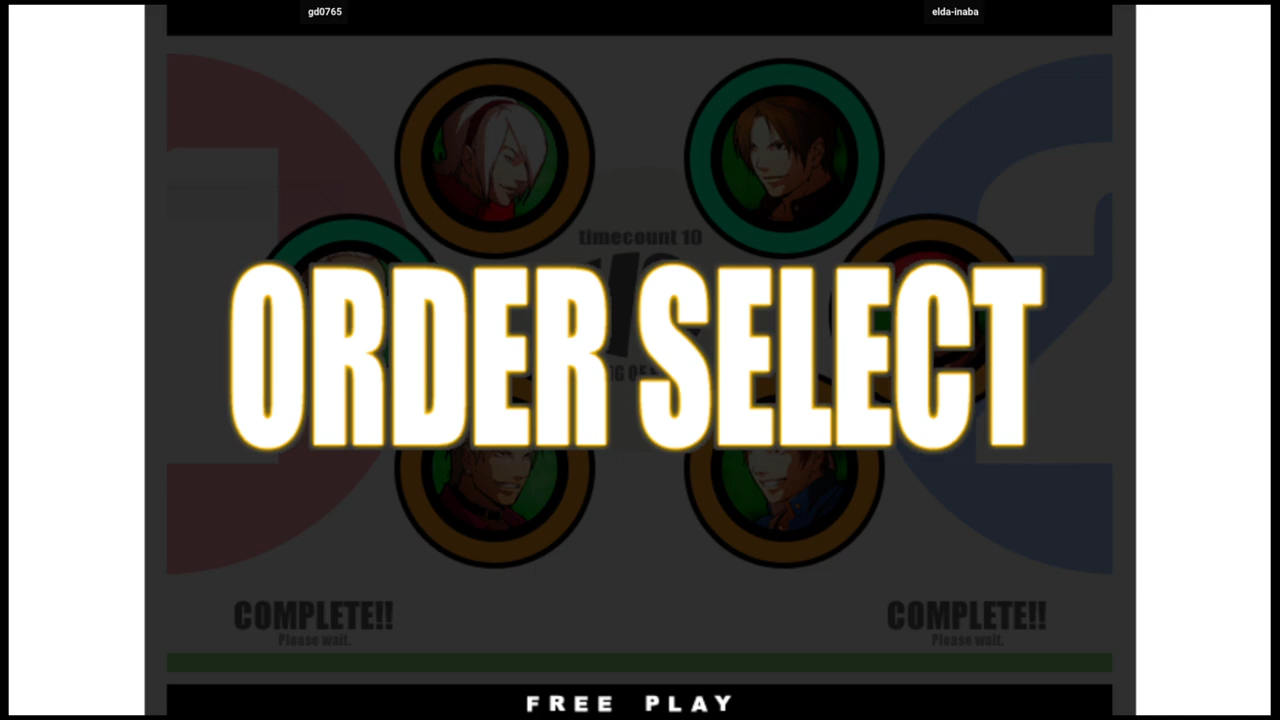 gd0765
elda-inaba
timecount 10
ORDER SELECT
COMPLETE!!
Please wait.
COMPLETE!!
Please wait.
FREE PLAY